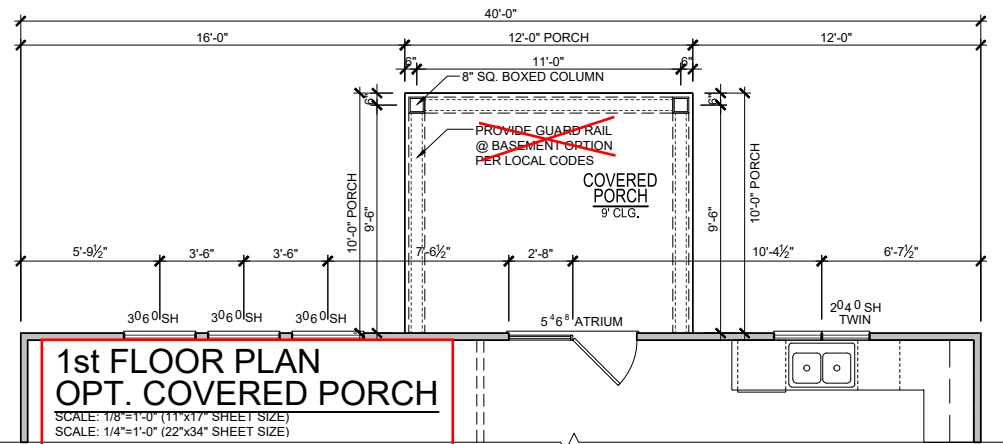 40'-0"
16'-0"
12'-0" PORCH
12'-0"
6"
11'-0"
6"
8" SQ. BOXED COLUMN
6"
6"
PROVIDE GUARD RAIL
@ BASEMENT OPTION
PER LOCAL CODES
COVERED
PORCH
9' CLG.
10'-0" PORCH
9'-6"
9'-6"
10'-0" PORCH
5'-9½"
3'-6"
3'-6"
7'-6½"
2'-8"
10'-4½"
6'-7½"
3⁰6⁰ SH
3⁰6⁰ SH
3⁰6⁰ SH
5⁴6⁸ ATRIUM
2⁰4⁰ SH
TWIN
1st FLOOR PLAN
OPT. COVERED PORCH
SCALE: 1/8"=1'-0" (11"x17" SHEET SIZE)
SCALE: 1/4"=1'-0" (22"x34" SHEET SIZE)